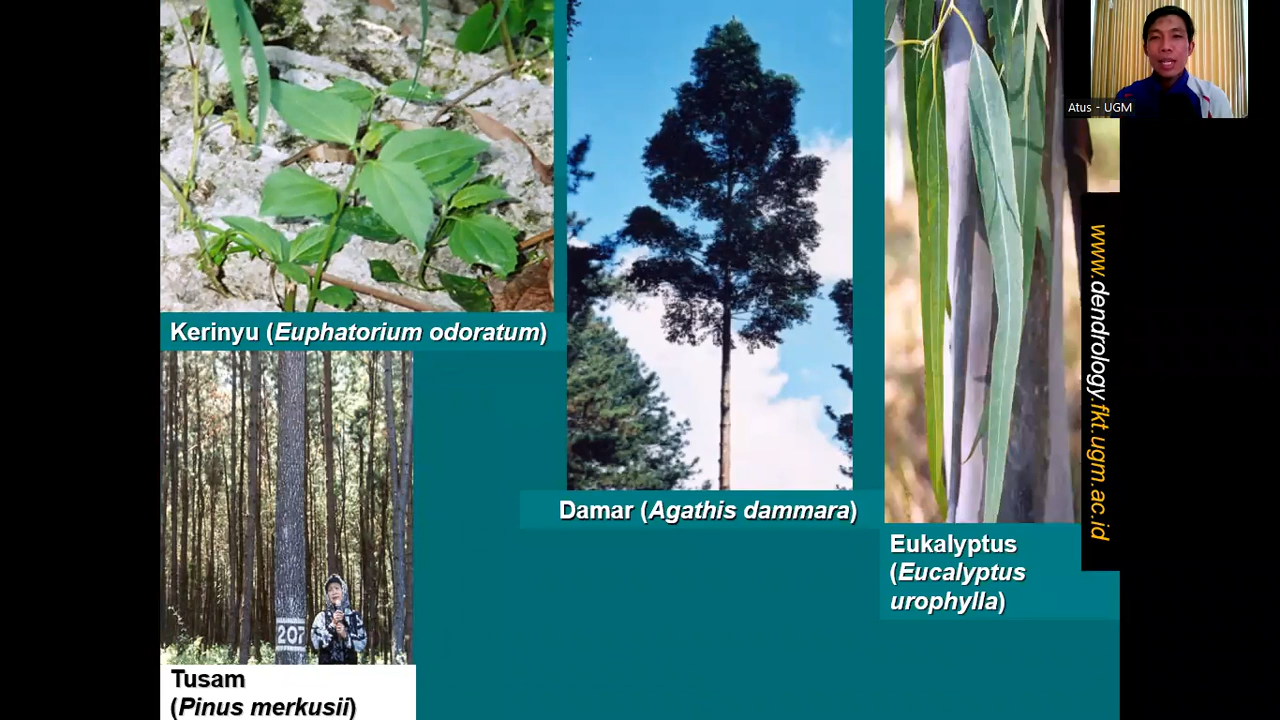 Atus - UGM
Kerinyu (Euphatorium odoratum)
207
Tusam
(Pinus merkusii)
Damar (Agathis dammara)
Eukalyptus
(Eucalyptus
urophylla)
www.dendrology.fkt.ugm.ac.id